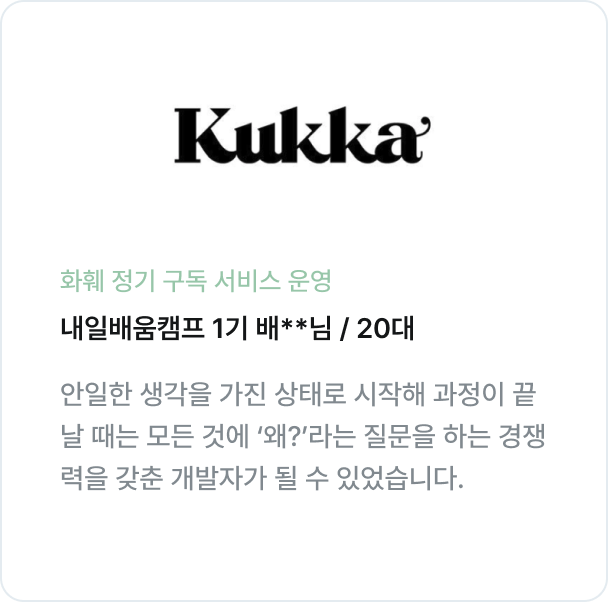 Kukka
화훼 정기 구독 서비스 운영
내일배움캠프 1기 배**님 / 20대
안일한 생각을 가진 상태로 시작해 과정이 끝
날 때는 모든 것에 ‘왜?’라는 질문을 하는 경쟁
력을 갖춘 개발자가 될 수 있었습니다.